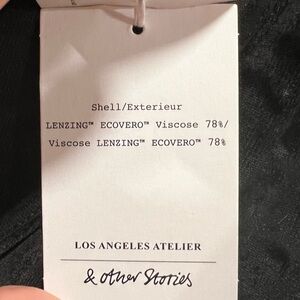 Shell/Exterieur
LENZING™ ECOVERO™ Viscose 78%/
Viscose LENZING™ ECOVERO™ 78%
LOS ANGELES ATELIER
& other Stories